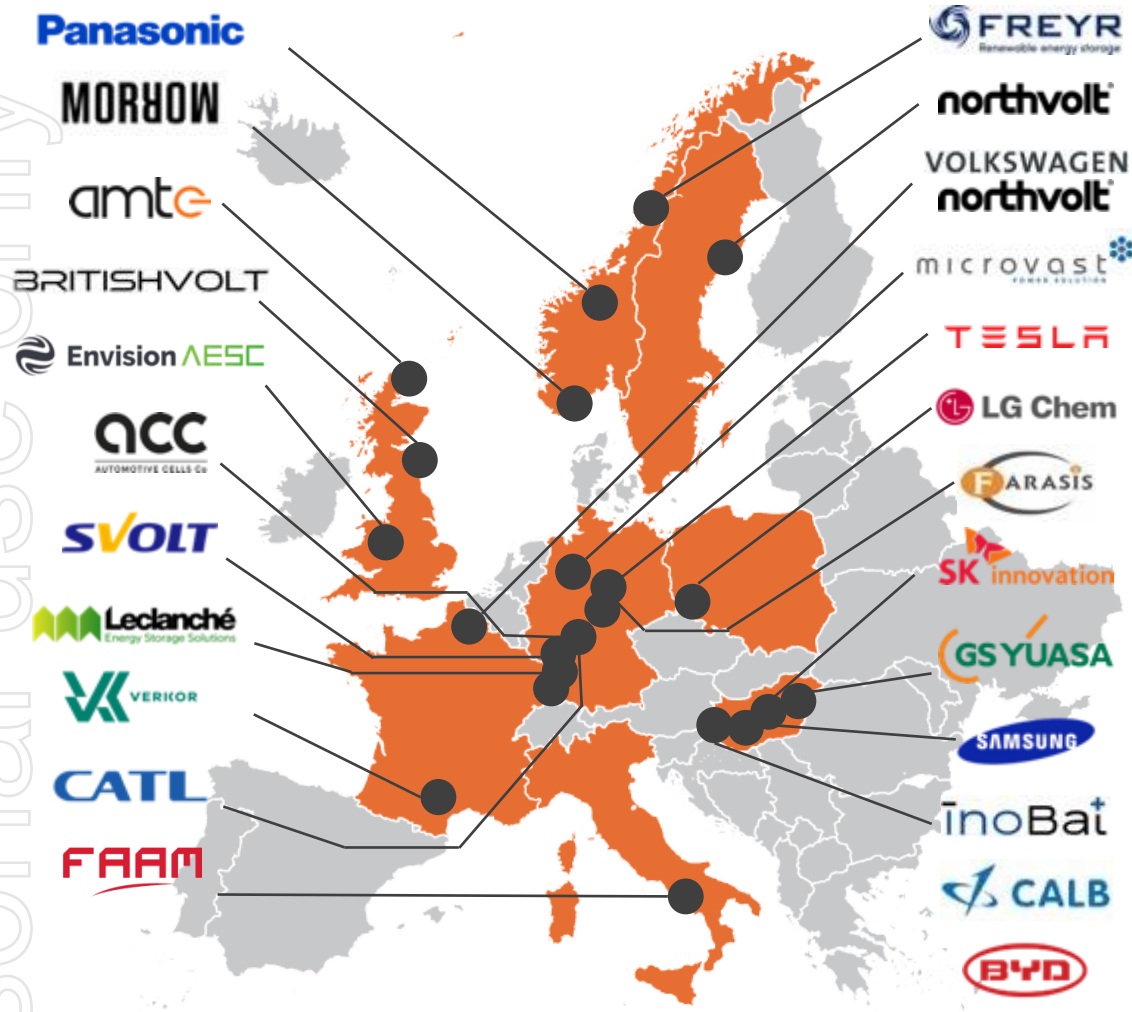 Panasonic
MORROW
amte
BRITISHVOLT
Envision AESC
acc
AUTOMOTIVE CELLS Co
SVOLT
Leclanché
Energy Storage Solutions
VERKOR
CATL
FAAM
FREYR
Renewable energy storage
northvolt
VOLKSWAGEN
northvolt
microvast
POWER SOLUTION
TESLA
LG Chem
FARASIS
SK innovation
GS YUASA
SAMSUNG
inoBat
CALB
BYD